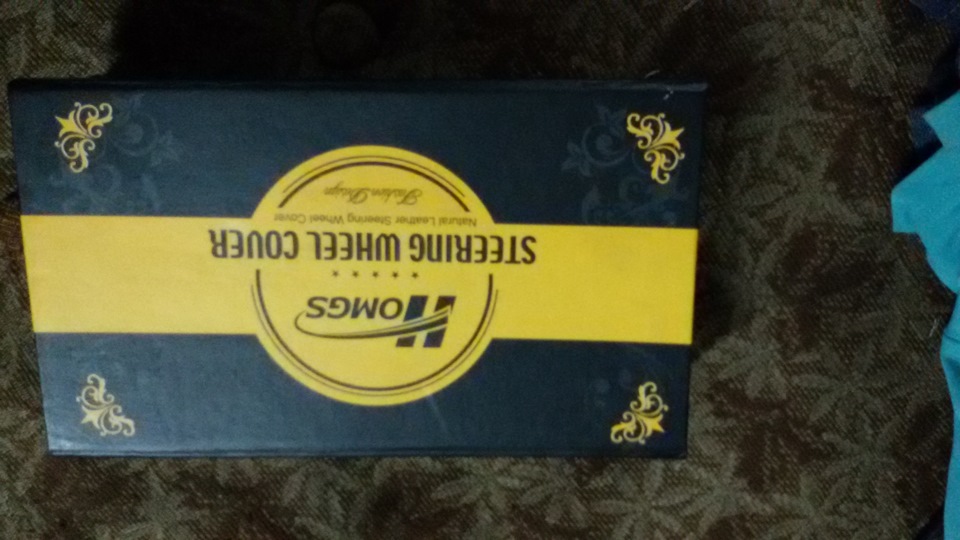 HOMGS
STEERING WHEEL COVER
Natural Leather Steering Wheel Cover
Fashion Design